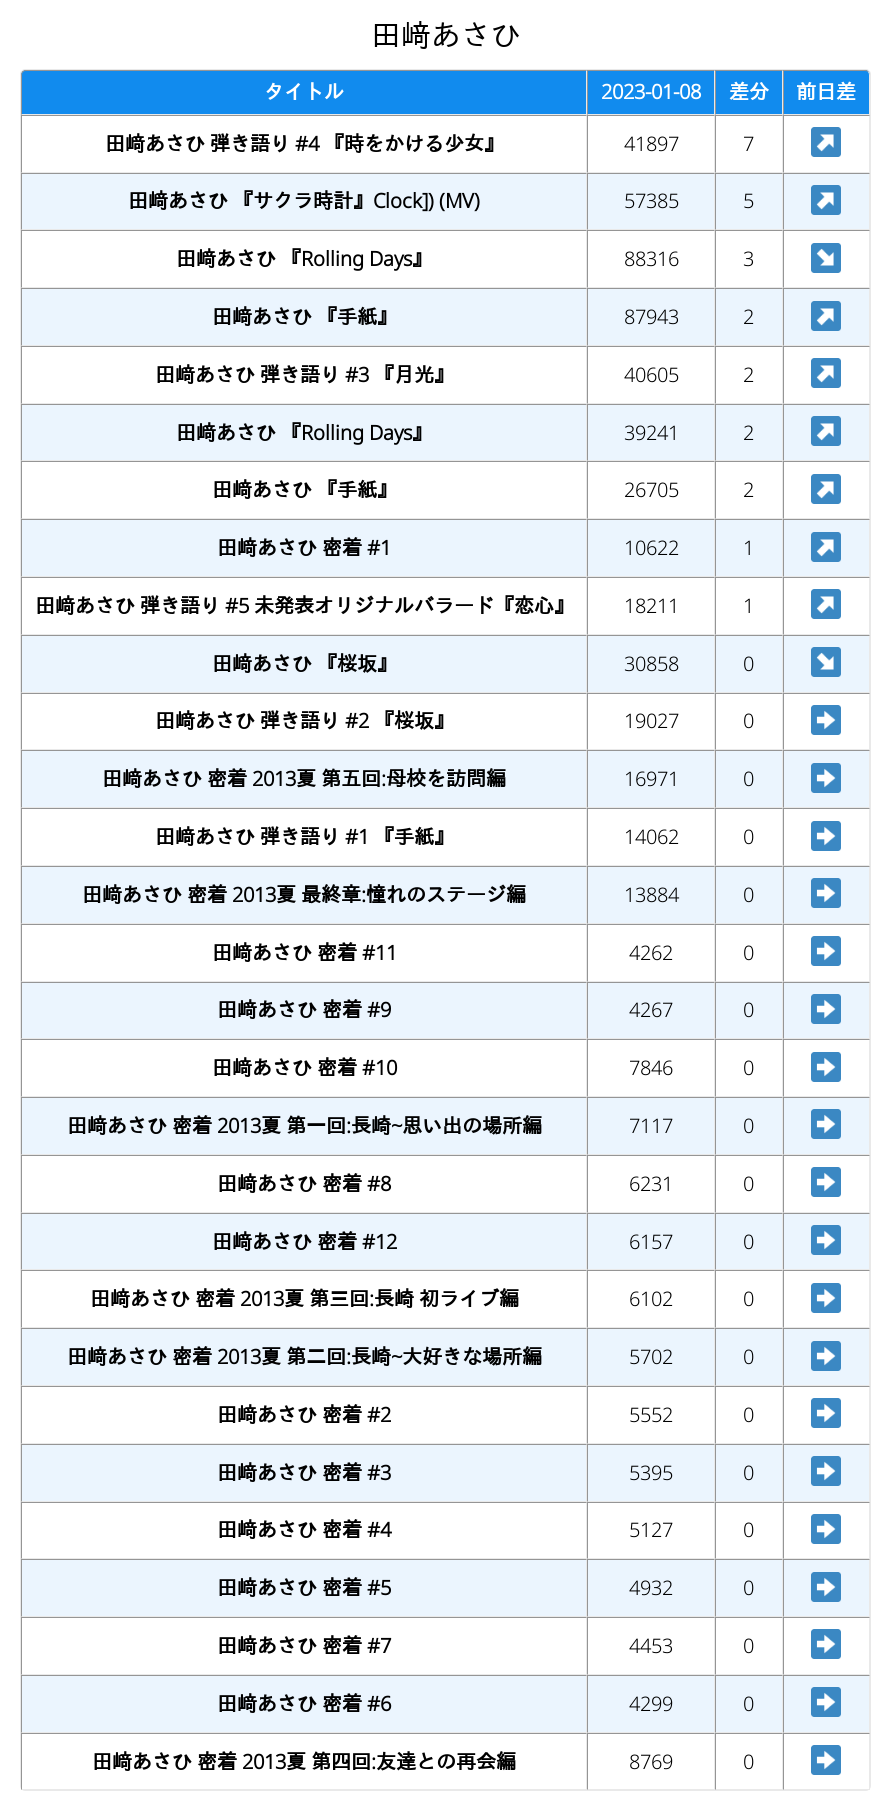 田﨑あさひ
タイトル 2023-01-08 差分 前日差
田﨑あさひ 弾き語り #4 『時をかける少女』 41897 7 ↗
田﨑あさひ 『サクラ時計』Clock]) (MV) 57385 5 ↗
田﨑あさひ 『Rolling Days』 88316 3 ↘
田﨑あさひ 『手紙』 87943 2 ↗
田﨑あさひ 弾き語り #3 『月光』 40605 2 ↗
田﨑あさひ 『Rolling Days』 39241 2 ↗
田﨑あさひ 『手紙』 26705 2 ↗
田﨑あさひ 密着 #1 10622 1 ↗
田﨑あさひ 弾き語り #5 未発表オリジナルバラード『恋心』 18211 1 ↗
田﨑あさひ 『桜坂』 30858 0 ↘
田﨑あさひ 弾き語り #2 『桜坂』 19027 0 ➡
田﨑あさひ 密着 2013夏 第五回:母校を訪問編 16971 0 ➡
田﨑あさひ 弾き語り #1 『手紙』 14062 0 ➡
田﨑あさひ 密着 2013夏 最終章:憧れのステージ編 13884 0 ➡
田﨑あさひ 密着 #11 4262 0 ➡
田﨑あさひ 密着 #9 4267 0 ➡
田﨑あさひ 密着 #10 7846 0 ➡
田﨑あさひ 密着 2013夏 第一回:長崎~思い出の場所編 7117 0 ➡
田﨑あさひ 密着 #8 6231 0 ➡
田﨑あさひ 密着 #12 6157 0 ➡
田﨑あさひ 密着 2013夏 第三回:長崎 初ライブ編 6102 0 ➡
田﨑あさひ 密着 2013夏 第二回:長崎~大好きな場所編 5702 0 ➡
田﨑あさひ 密着 #2 5552 0 ➡
田﨑あさひ 密着 #3 5395 0 ➡
田﨑あさひ 密着 #4 5127 0 ➡
田﨑あさひ 密着 #5 4932 0 ➡
田﨑あさひ 密着 #7 4453 0 ➡
田﨑あさひ 密着 #6 4299 0 ➡
田﨑あさひ 密着 2013夏 第四回:友達との再会編 8769 0 ➡